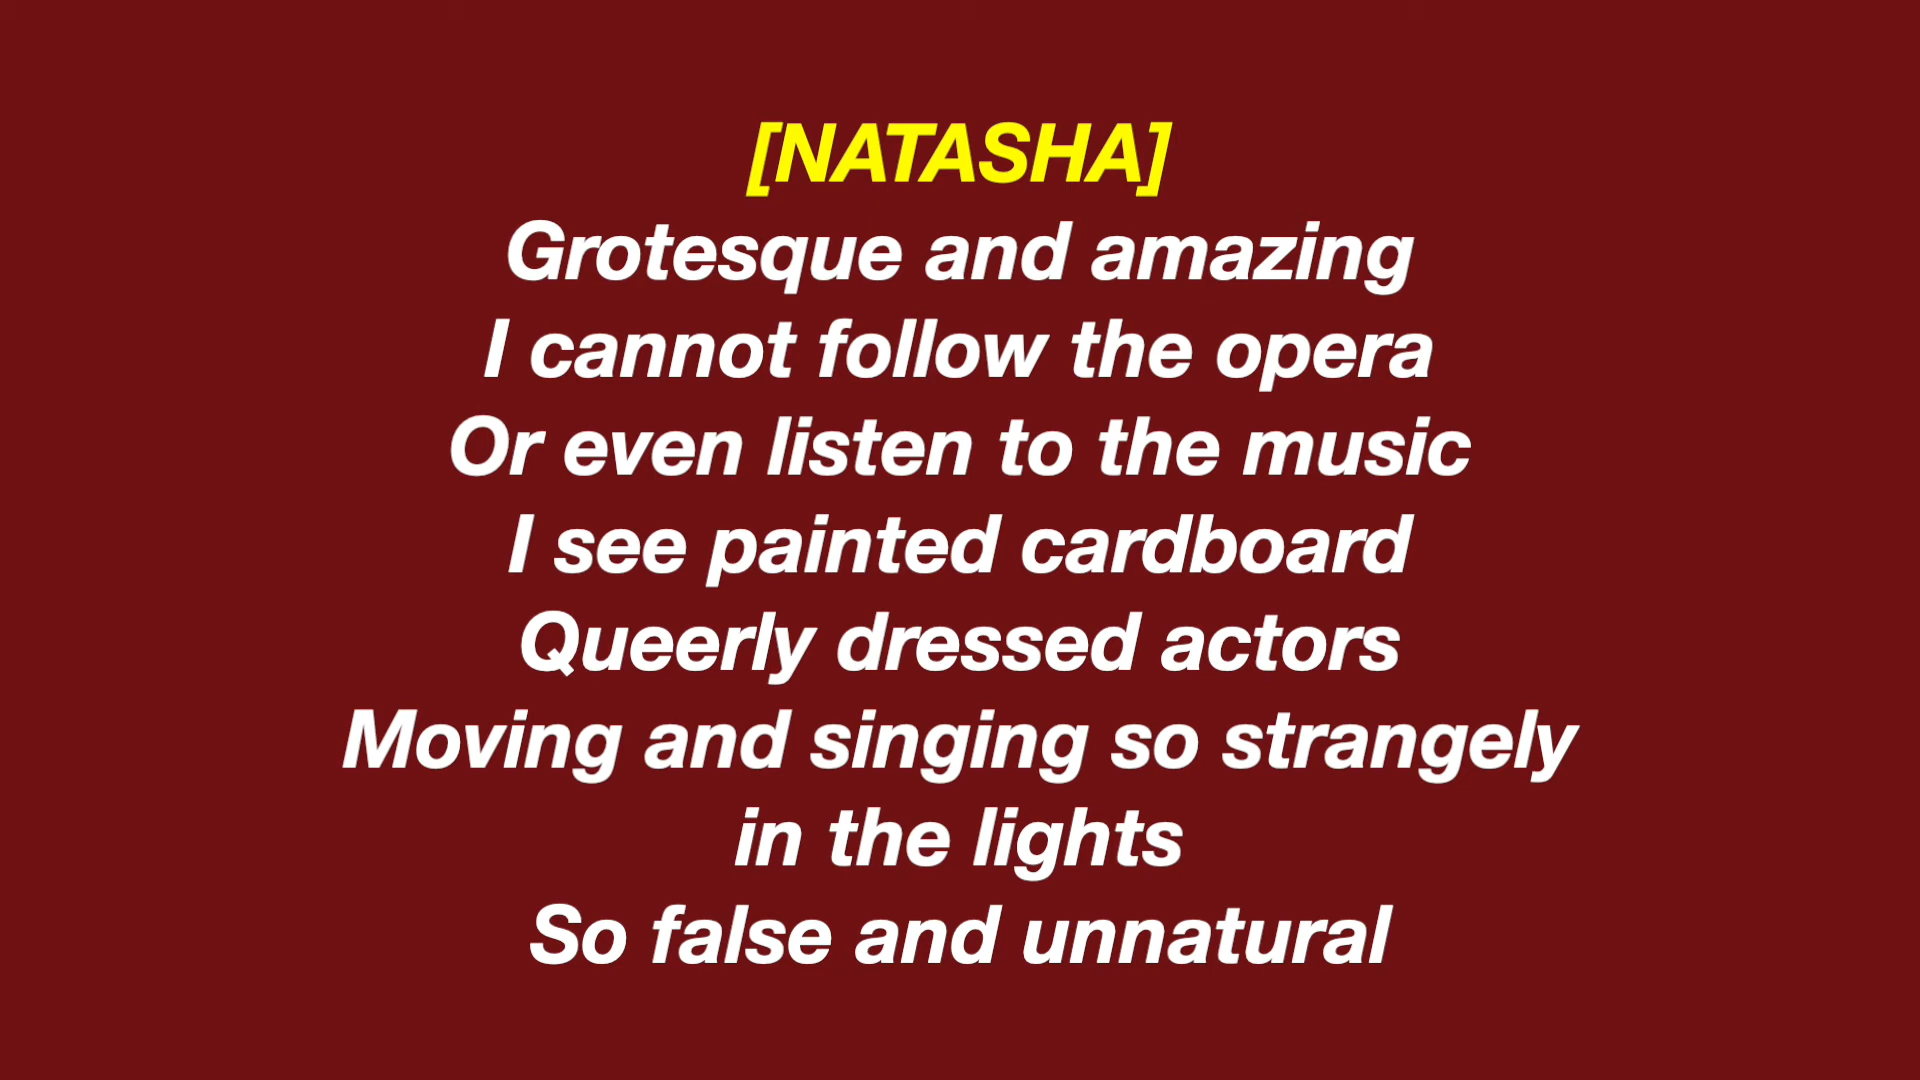 [NATASHA]
Grotesque and amazing
I cannot follow the opera
Or even listen to the music
I see painted cardboard
Queerly dressed actors
Moving and singing so strangely
in the lights
So false and unnatural